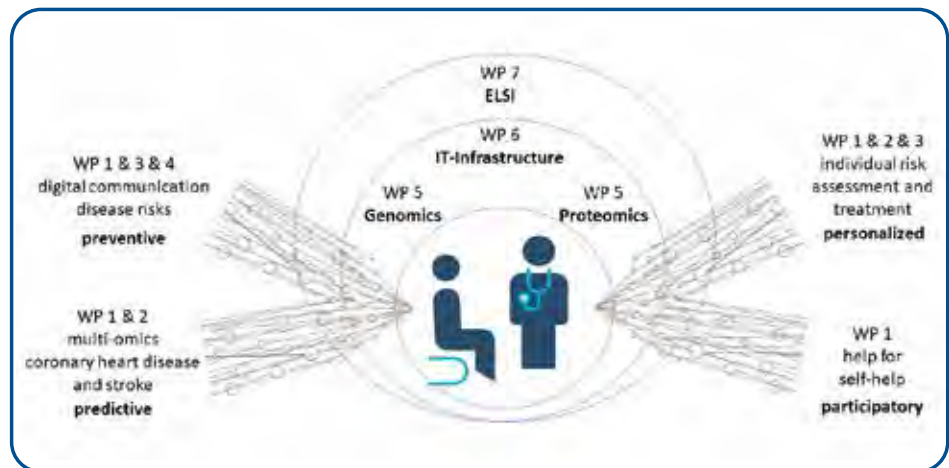 WP 7
ELSI
WP 6
IT-Infrastructure
WP 5
Genomics
WP 5
Proteomics
WP 1 & 3 & 4
digital communication
disease risks
preventive
WP 1 & 2
multi-omics
coronary heart disease
and stroke
predictive
WP 1 & 2 & 3
individual risk
assessment and
treatment
personalized
WP 1
help for
self-help
participatory